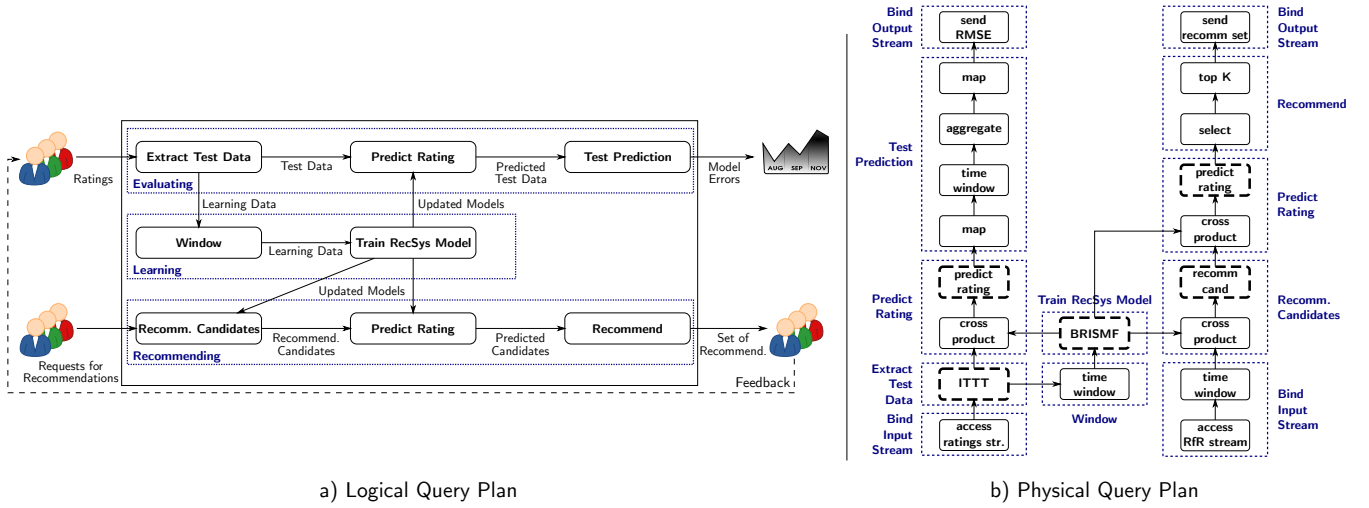 Ratings
Extract Test Data
Test Data
Predict Rating
Predicted
Test Data
Test Prediction
Model
Errors
AUG SEP NOV
Evaluating
Learning Data
Updated Models
Window
Learning Data
Train RecSys Model
Learning
Updated Models
Recomm. Candidates
Recommend.
Candidates
Predict Rating
Predicted
Candidates
Recommend
Set of
Recommend.
Recommending
Requests for
Recommendations
Feedback
a) Logical Query Plan
Bind
Output
Stream
send
RMSE
Test
Prediction
map
aggregate
time
window
map
Predict
Rating
predict
rating
cross
product
Extract
Test
Data
ITTT
Bind
Input
Stream
access
ratings str.
Train RecSys Model
BRISMF
time
window
Window
send
recomm set
Bind
Output
Stream
top K
select
Recommend
predict
rating
cross
product
Predict
Rating
recomm
cand
cross
product
Recomm.
Candidates
time
window
access
RfR stream
Bind
Input
Stream
b) Physical Query Plan